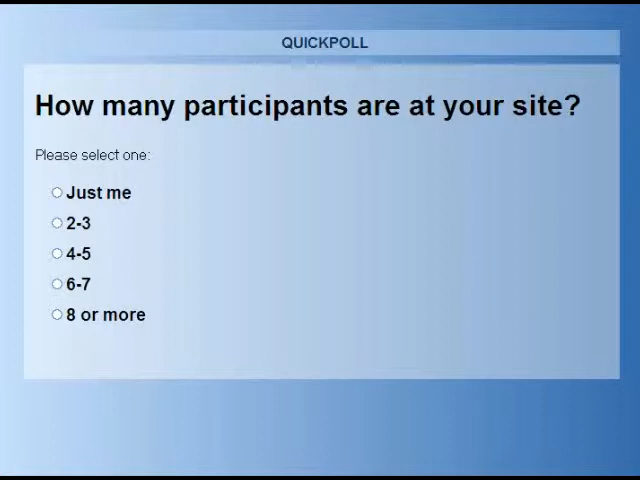 QUICKPOLL
How many participants are at your site?
Please select one:
Just me
2-3
4-5
6-7
8 or more